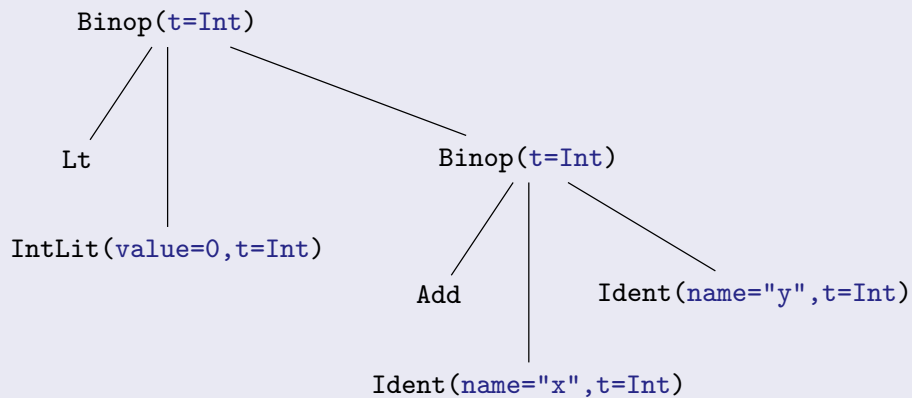 Binop(t=Int)
Lt
Binop(t=Int)
IntLit(value=0,t=Int)
Add
Ident(name="y",t=Int)
Ident(name="x",t=Int)